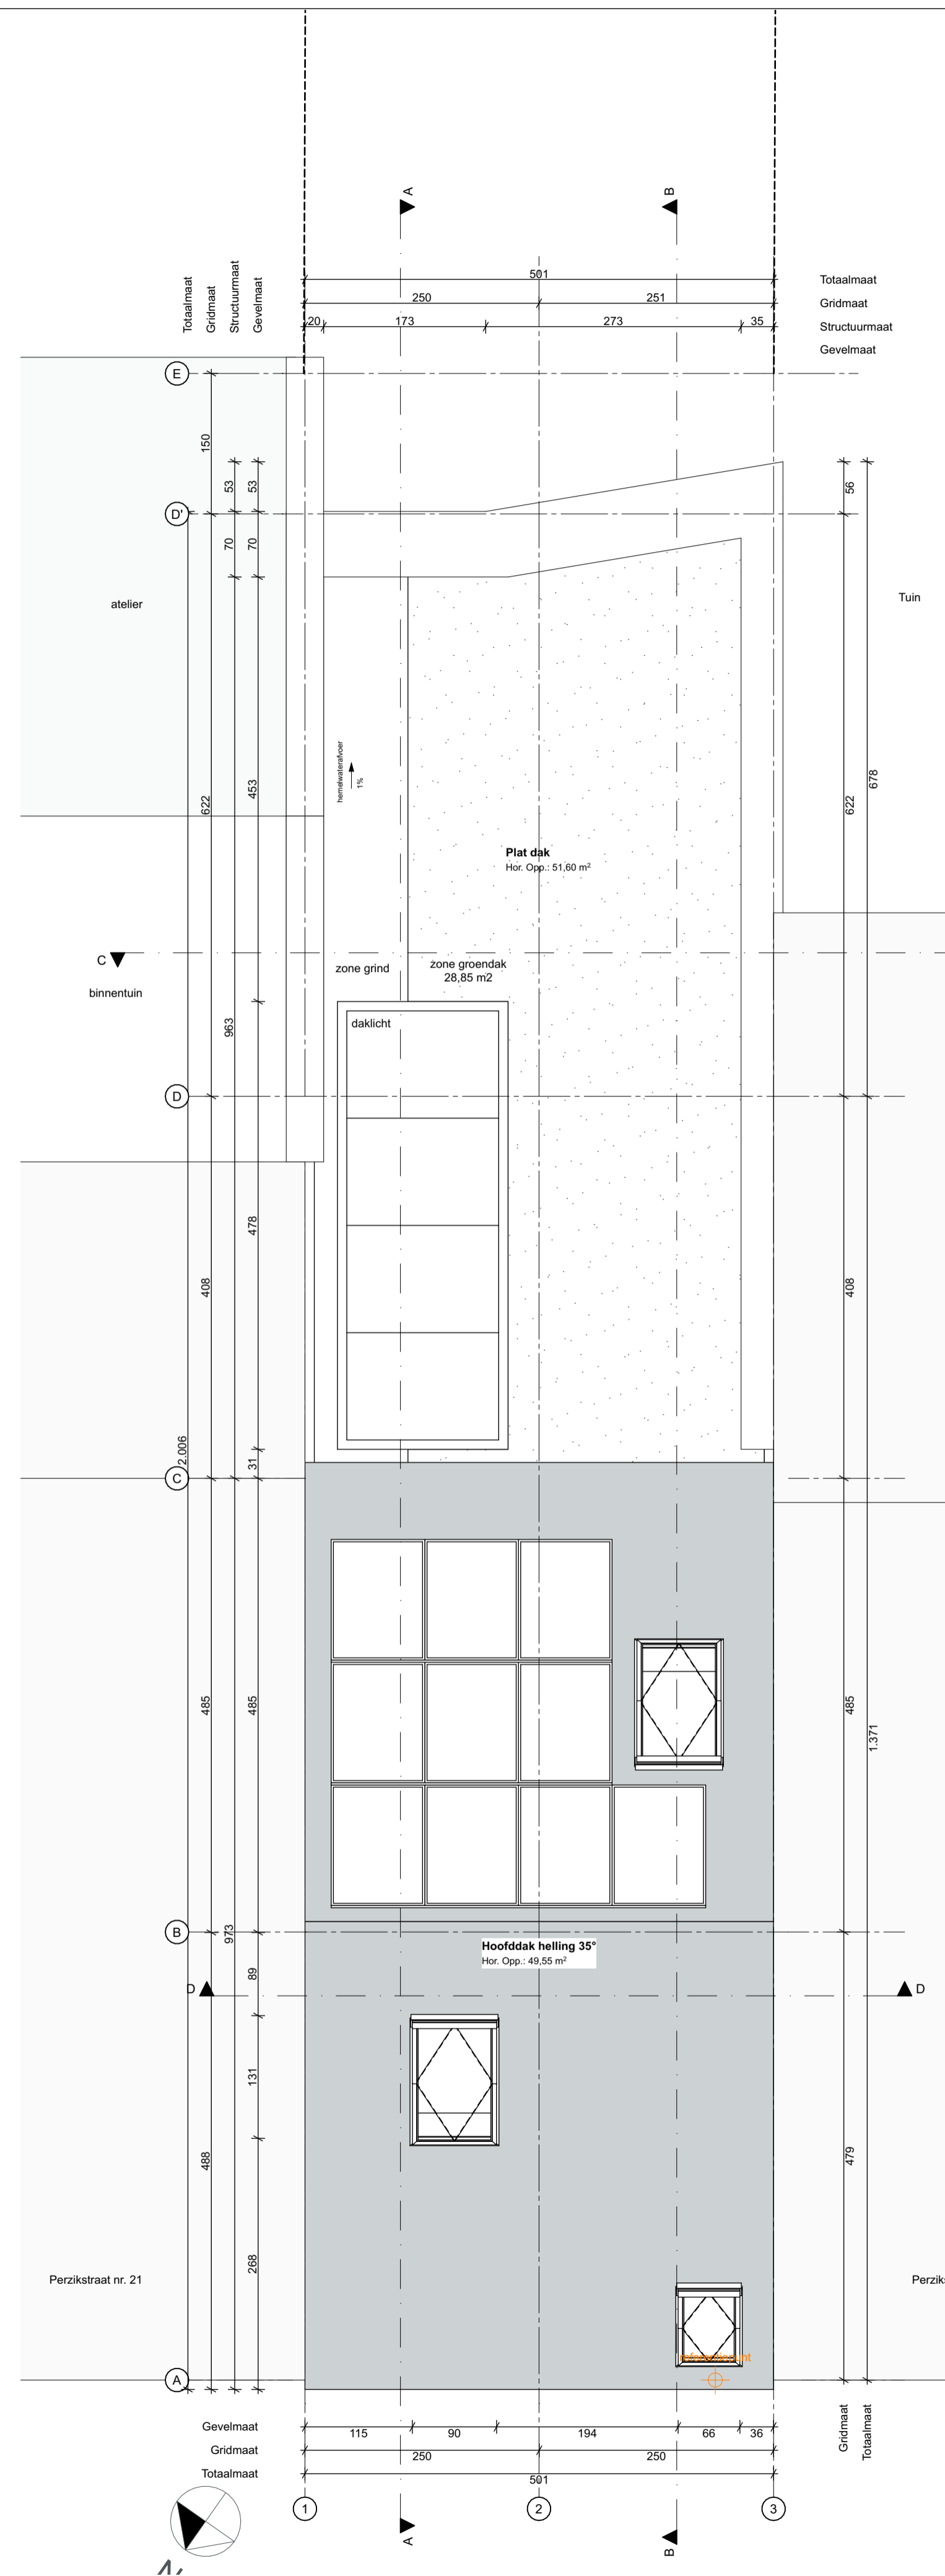 A
B
Totaalmaat
Gridmaat
Structuurmaat
Gevelmaat
501
250
251
20
173
273
35
Totaalmaat
Gridmaat
Structuurmaat
Gevelmaat
E
150
53
53
56
D'
70
70
atelier
Tuin
hemelwaterafvoer
1%
622
453
622
678
Plat dak
Hor. Opp.: 51,60 m²
C
binnentuin
zone grind
zone groendak
28,85 m2
963
daklicht
D
478
408
408
2.006
31
C
485
485
485
1.371
B
973
Hoofddak helling 35°
Hor. Opp.: 49,55 m²
89
D
D
131
488
479
268
Perzikstraat nr. 21
Perziks
referentiepunt
A
Gevelmaat
115
90
194
66
36
Gridmaat
250
250
Totaalmaat
501
Gridmaat
Totaalmaat
1
2
3
A
B
N